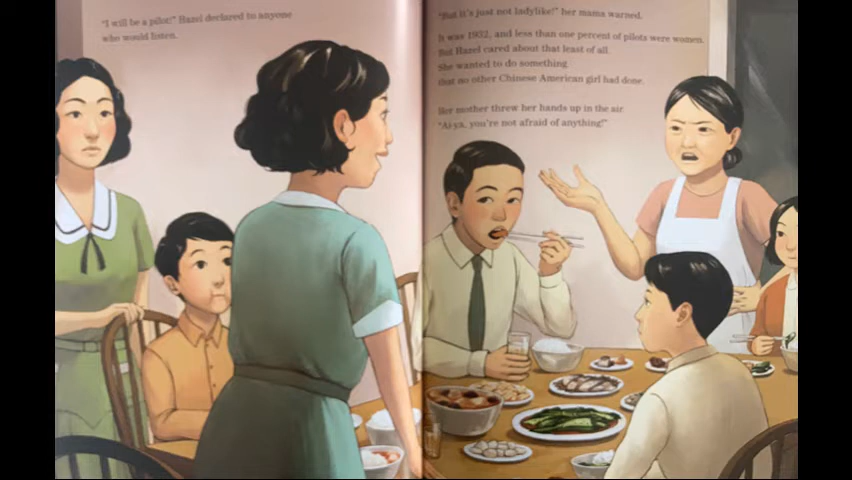 "I will be a pilot!" Hazel declared to anyone
who would listen.
"But it's just not ladylike!" her mama warned.
It was 1932, and less than one percent of pilots were women.
But Hazel cared about that least of all.
She wanted to do something
that no other Chinese American girl had done.
Her mother threw her hands up in the air.
"Ai-ya, you're not afraid of anything!"